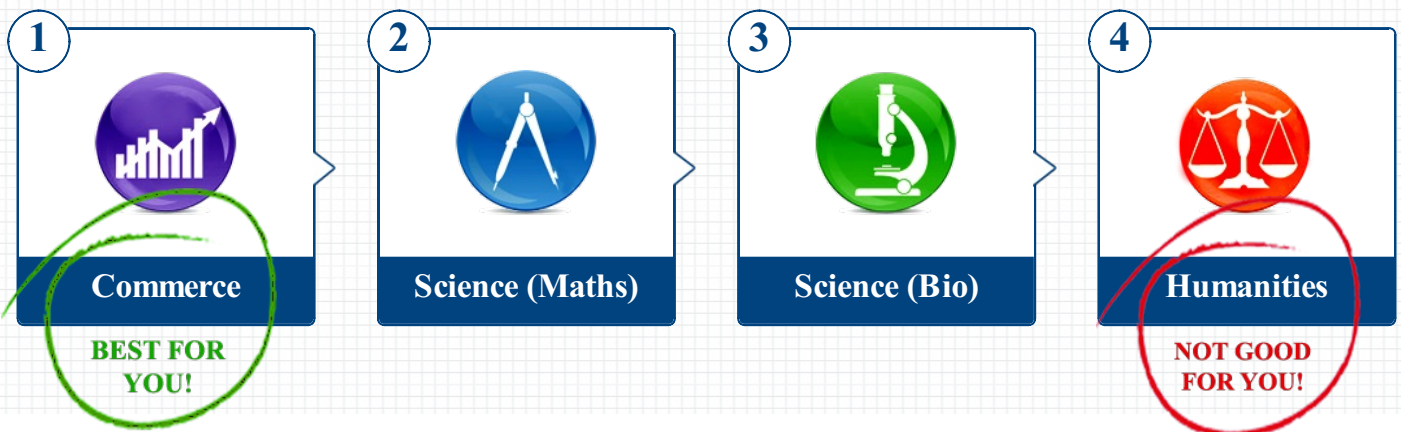 1
2
3
4
Commerce
Science (Maths)
Science (Bio)
Humanities
BEST FOR
YOU!
NOT GOOD
FOR YOU!